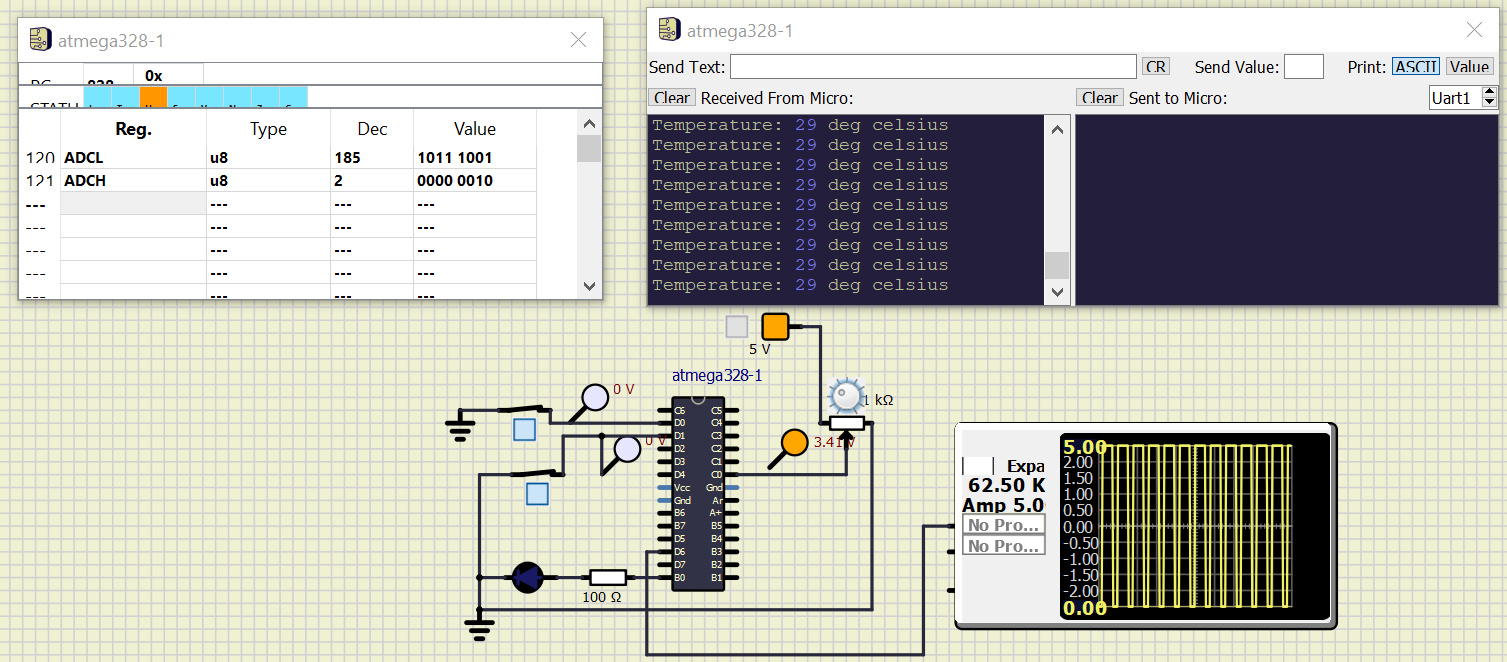 atmega328-1
0x
Reg. Type Dec Value
120 ADCL u8 185 1011 1001
121 ADCH u8 2 0000 0010
--- --- --- ---
--- --- --- ---
--- --- --- ---
--- --- --- ---
--- --- --- ---
atmega328-1
Send Text: CR Send Value: Print: ASCII Value
Clear Received From Micro: Clear Sent to Micro: Uart1
Temperature: 29 deg celsius
Temperature: 29 deg celsius
Temperature: 29 deg celsius
Temperature: 29 deg celsius
Temperature: 29 deg celsius
Temperature: 29 deg celsius
Temperature: 29 deg celsius
Temperature: 29 deg celsius
Temperature: 29 deg celsius
5 V
atmega328-1
0 V
1 kΩ
0 V
3.41 V
C6 C5
D0 C4
D1 C3
D2 C2
D3 C1
D4 C0
Vcc Gnd
Gnd Ar
B6 A+
B7 B5
D5 B4
D6 B3
D7 B2
B0 B1
100 Ω
Expa
62.50 K
Amp 5.0
No Pro...
No Pro...
5.00
2.00
1.50
1.00
0.50
0.00
-0.50
-1.00
-1.50
-2.00
0.00